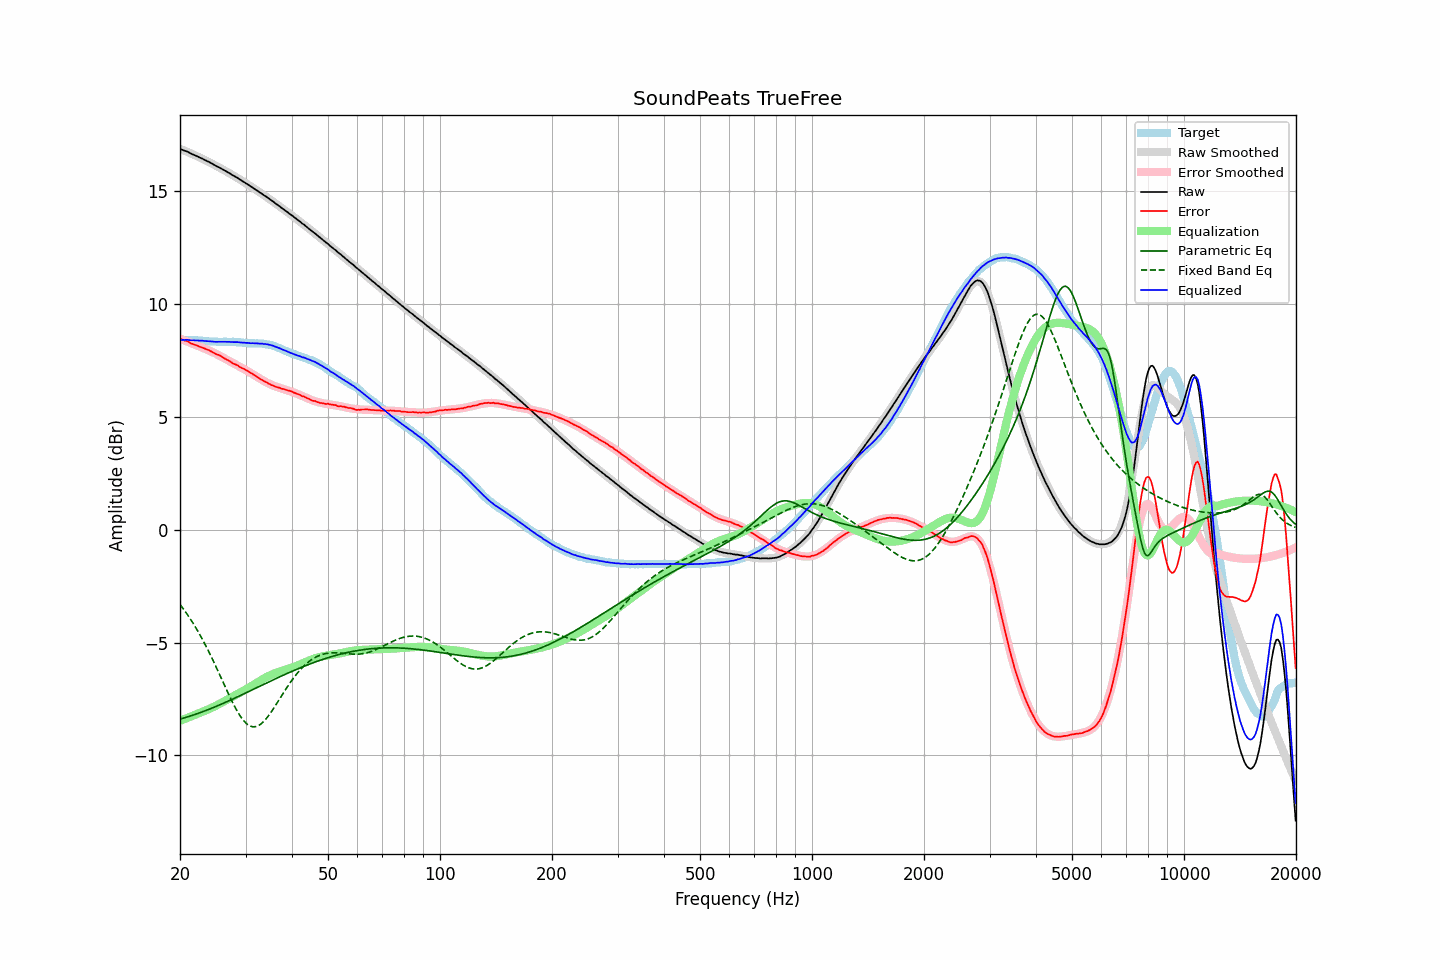 SoundPeats TrueFree
Target
Raw Smoothed
Error Smoothed
Raw
Error
Equalization
Parametric Eq
Fixed Band Eq
Equalized
15
10
5
0
−5
−10
Amplitude (dBr)
20 50 100 200 500 1000 2000 5000 10000 20000
Frequency (Hz)